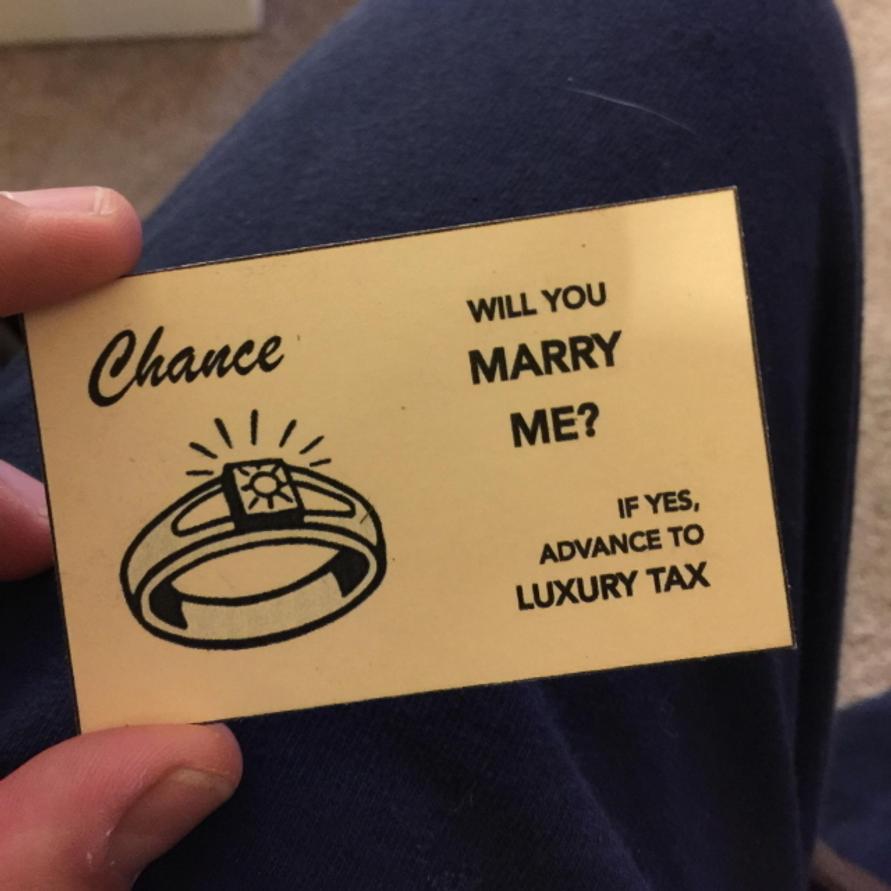 Chance
WILL YOU
MARRY
ME?
IF YES,
ADVANCE TO
LUXURY TAX